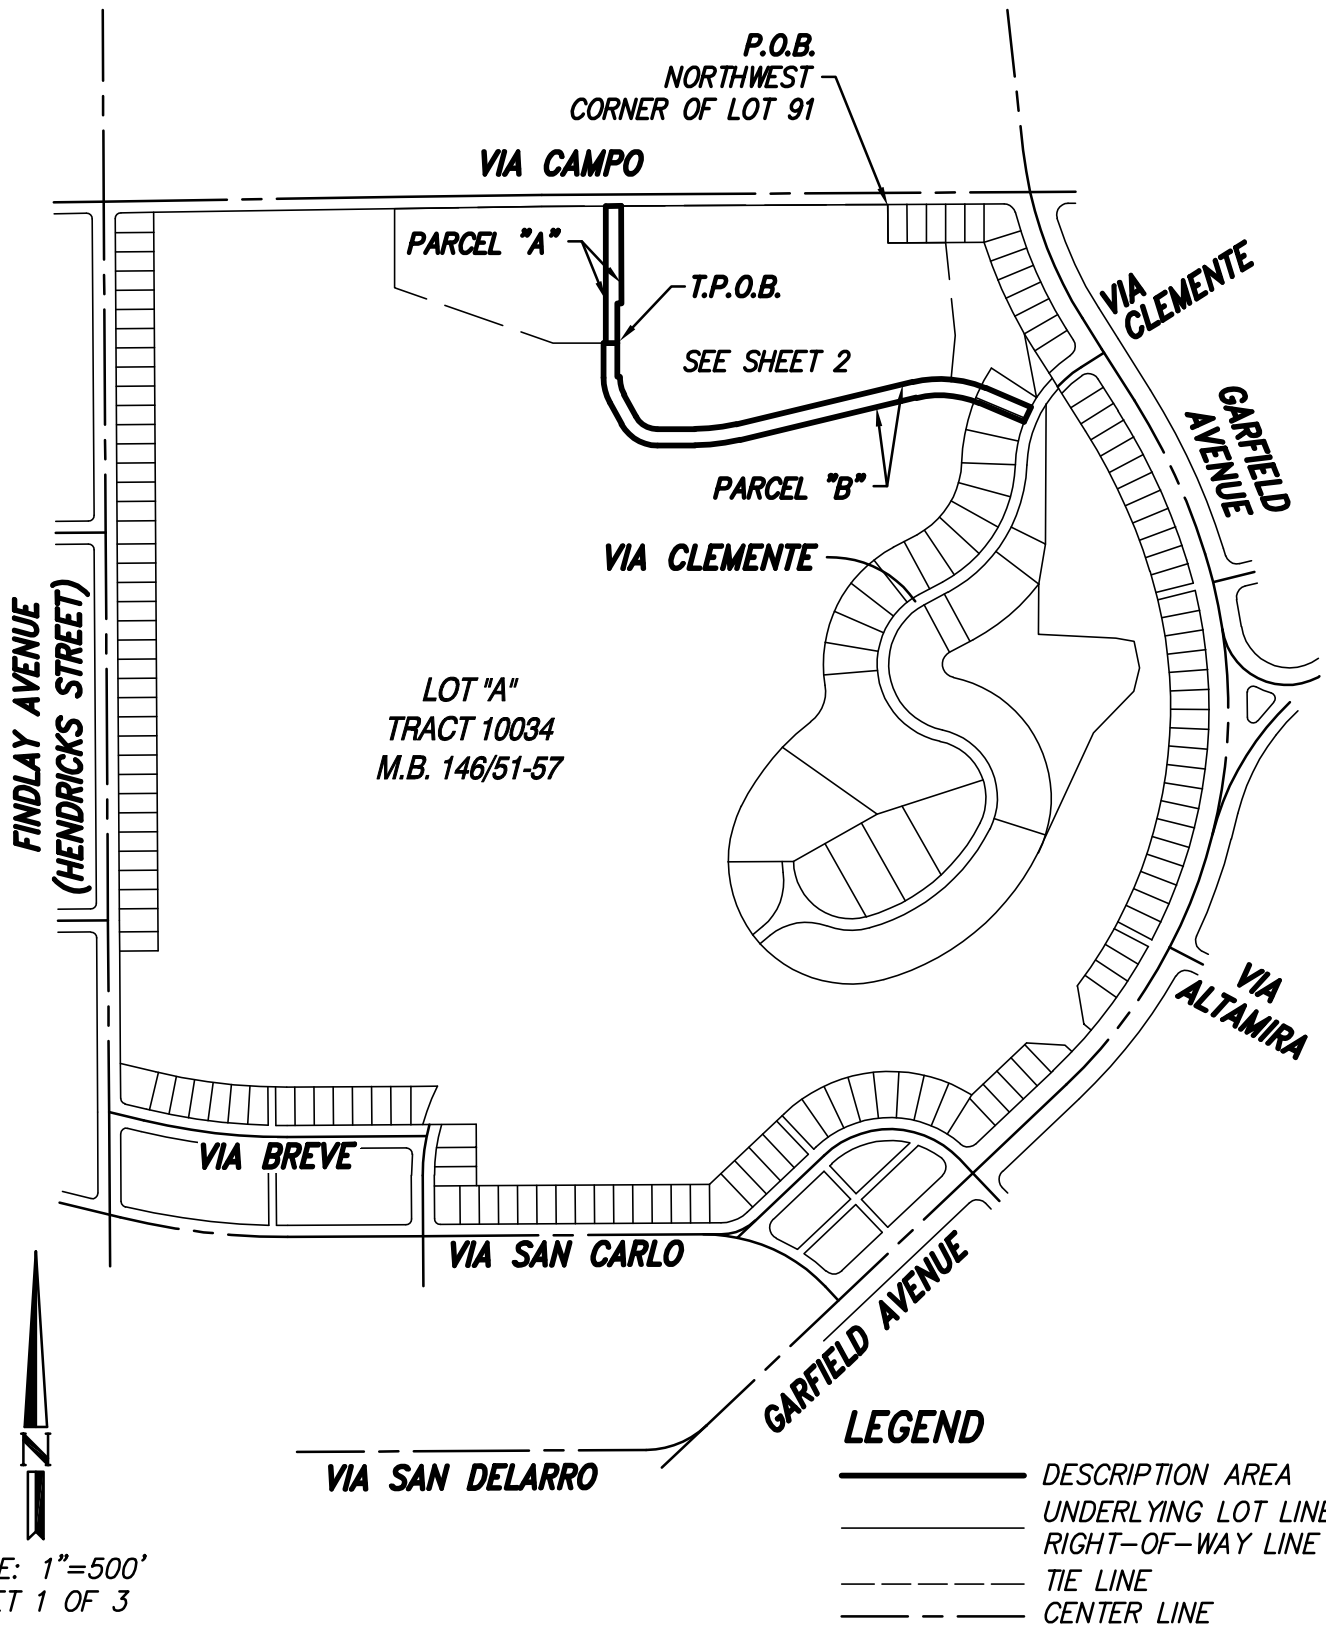 P.O.B.
NORTHWEST
CORNER OF LOT 91
VIA CAMPO
PARCEL "A"
T.P.O.B.
SEE SHEET 2
VIA
CLEMENTE
GARFIELD
AVENUE
PARCEL "B"
VIA CLEMENTE
FINDLAY AVENUE
(HENDRICKS STREET)
LOT "A"
TRACT 10034
M.B. 146/51-57
VIA
ALTAMIRA
VIA BREVE
VIA SAN CARLO
GARFIELD AVENUE
VIA SAN DELARRO
N
E: 1"=500'
ET 1 OF 3
LEGEND
DESCRIPTION AREA
UNDERLYING LOT LINE
RIGHT-OF-WAY LINE
TIE LINE
CENTER LINE